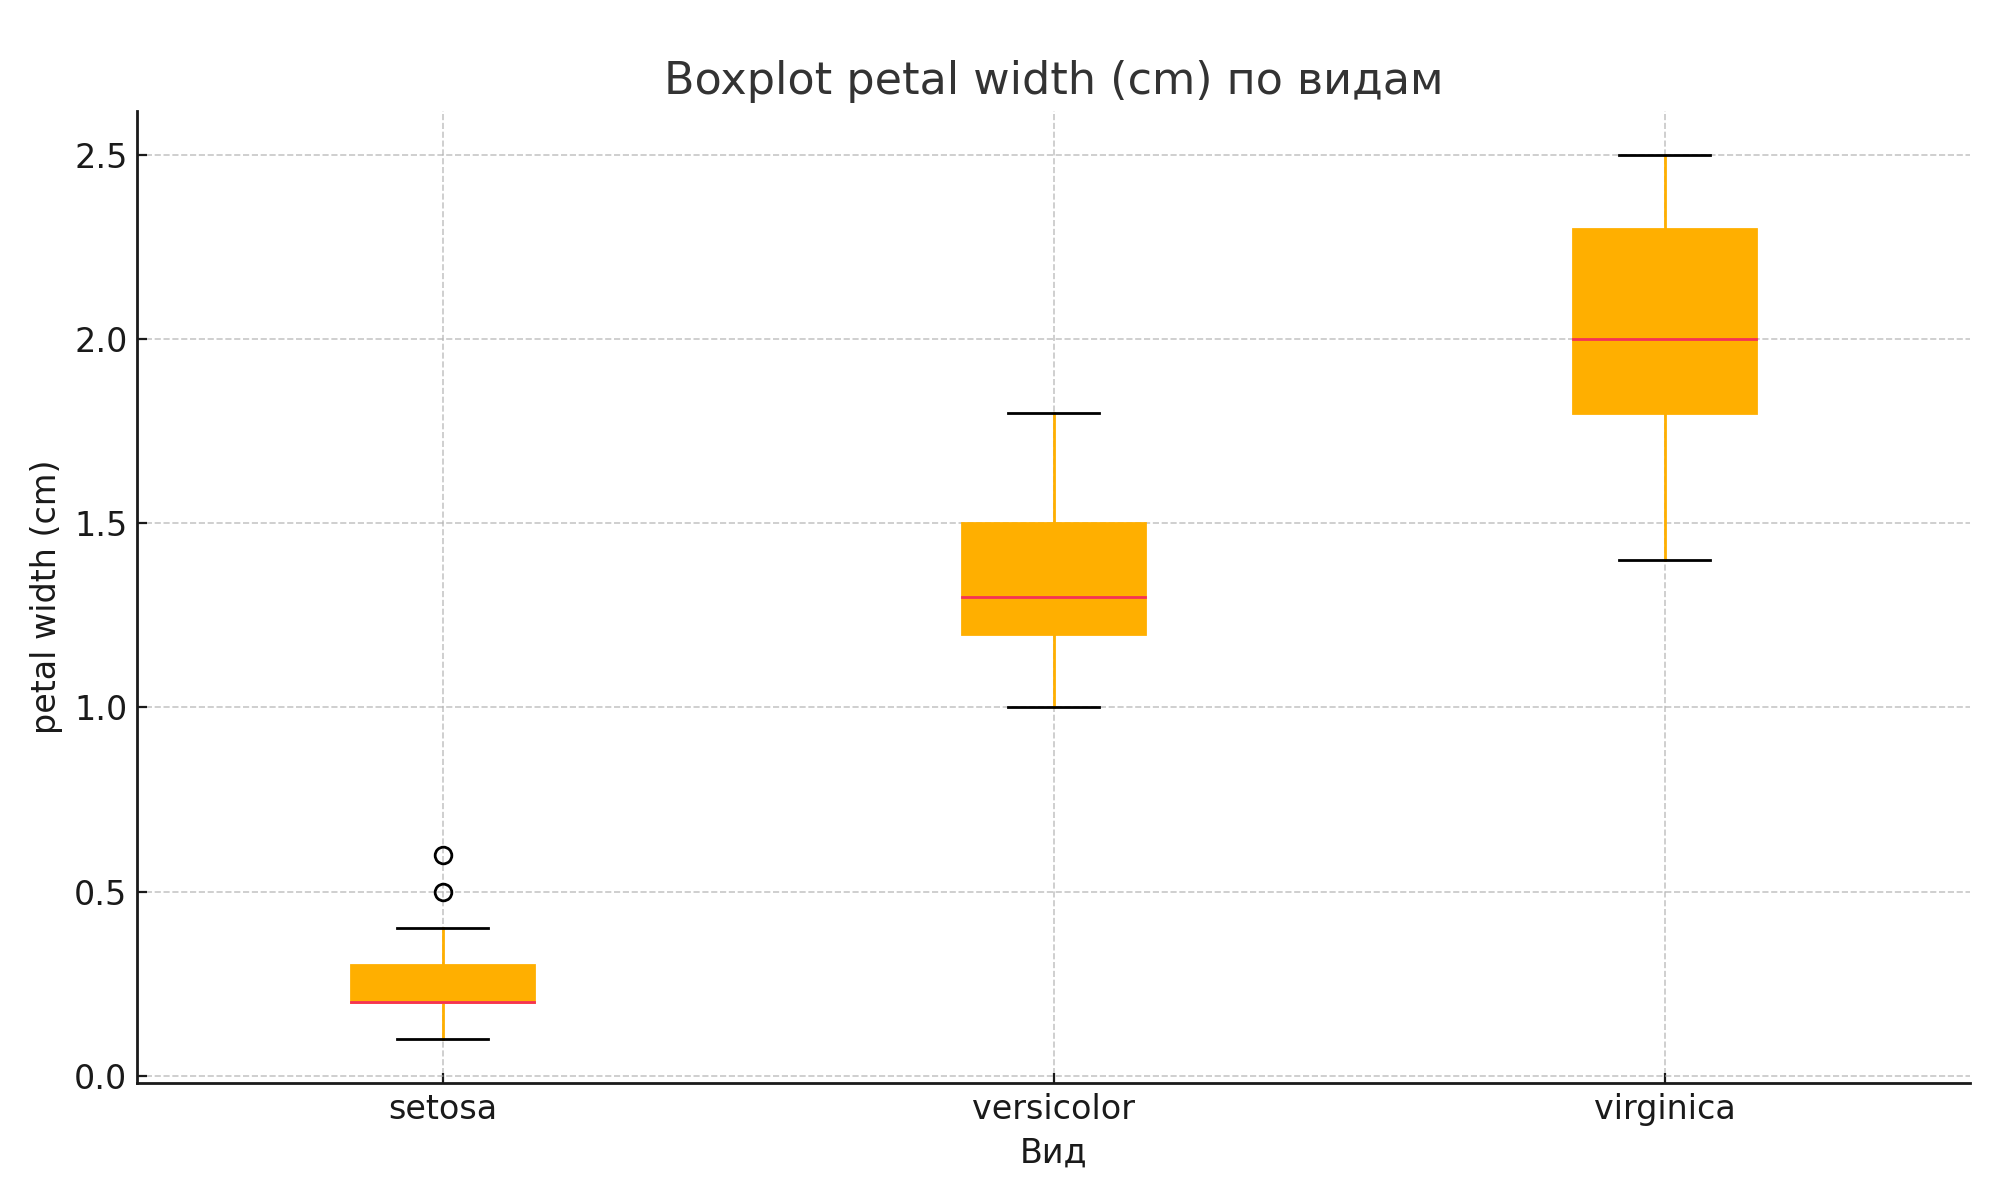 Boxplot petal width (cm) по видам
petal width (cm)
2.5
2.0
1.5
1.0
0.5
0.0
setosa versicolor virginica
Вид